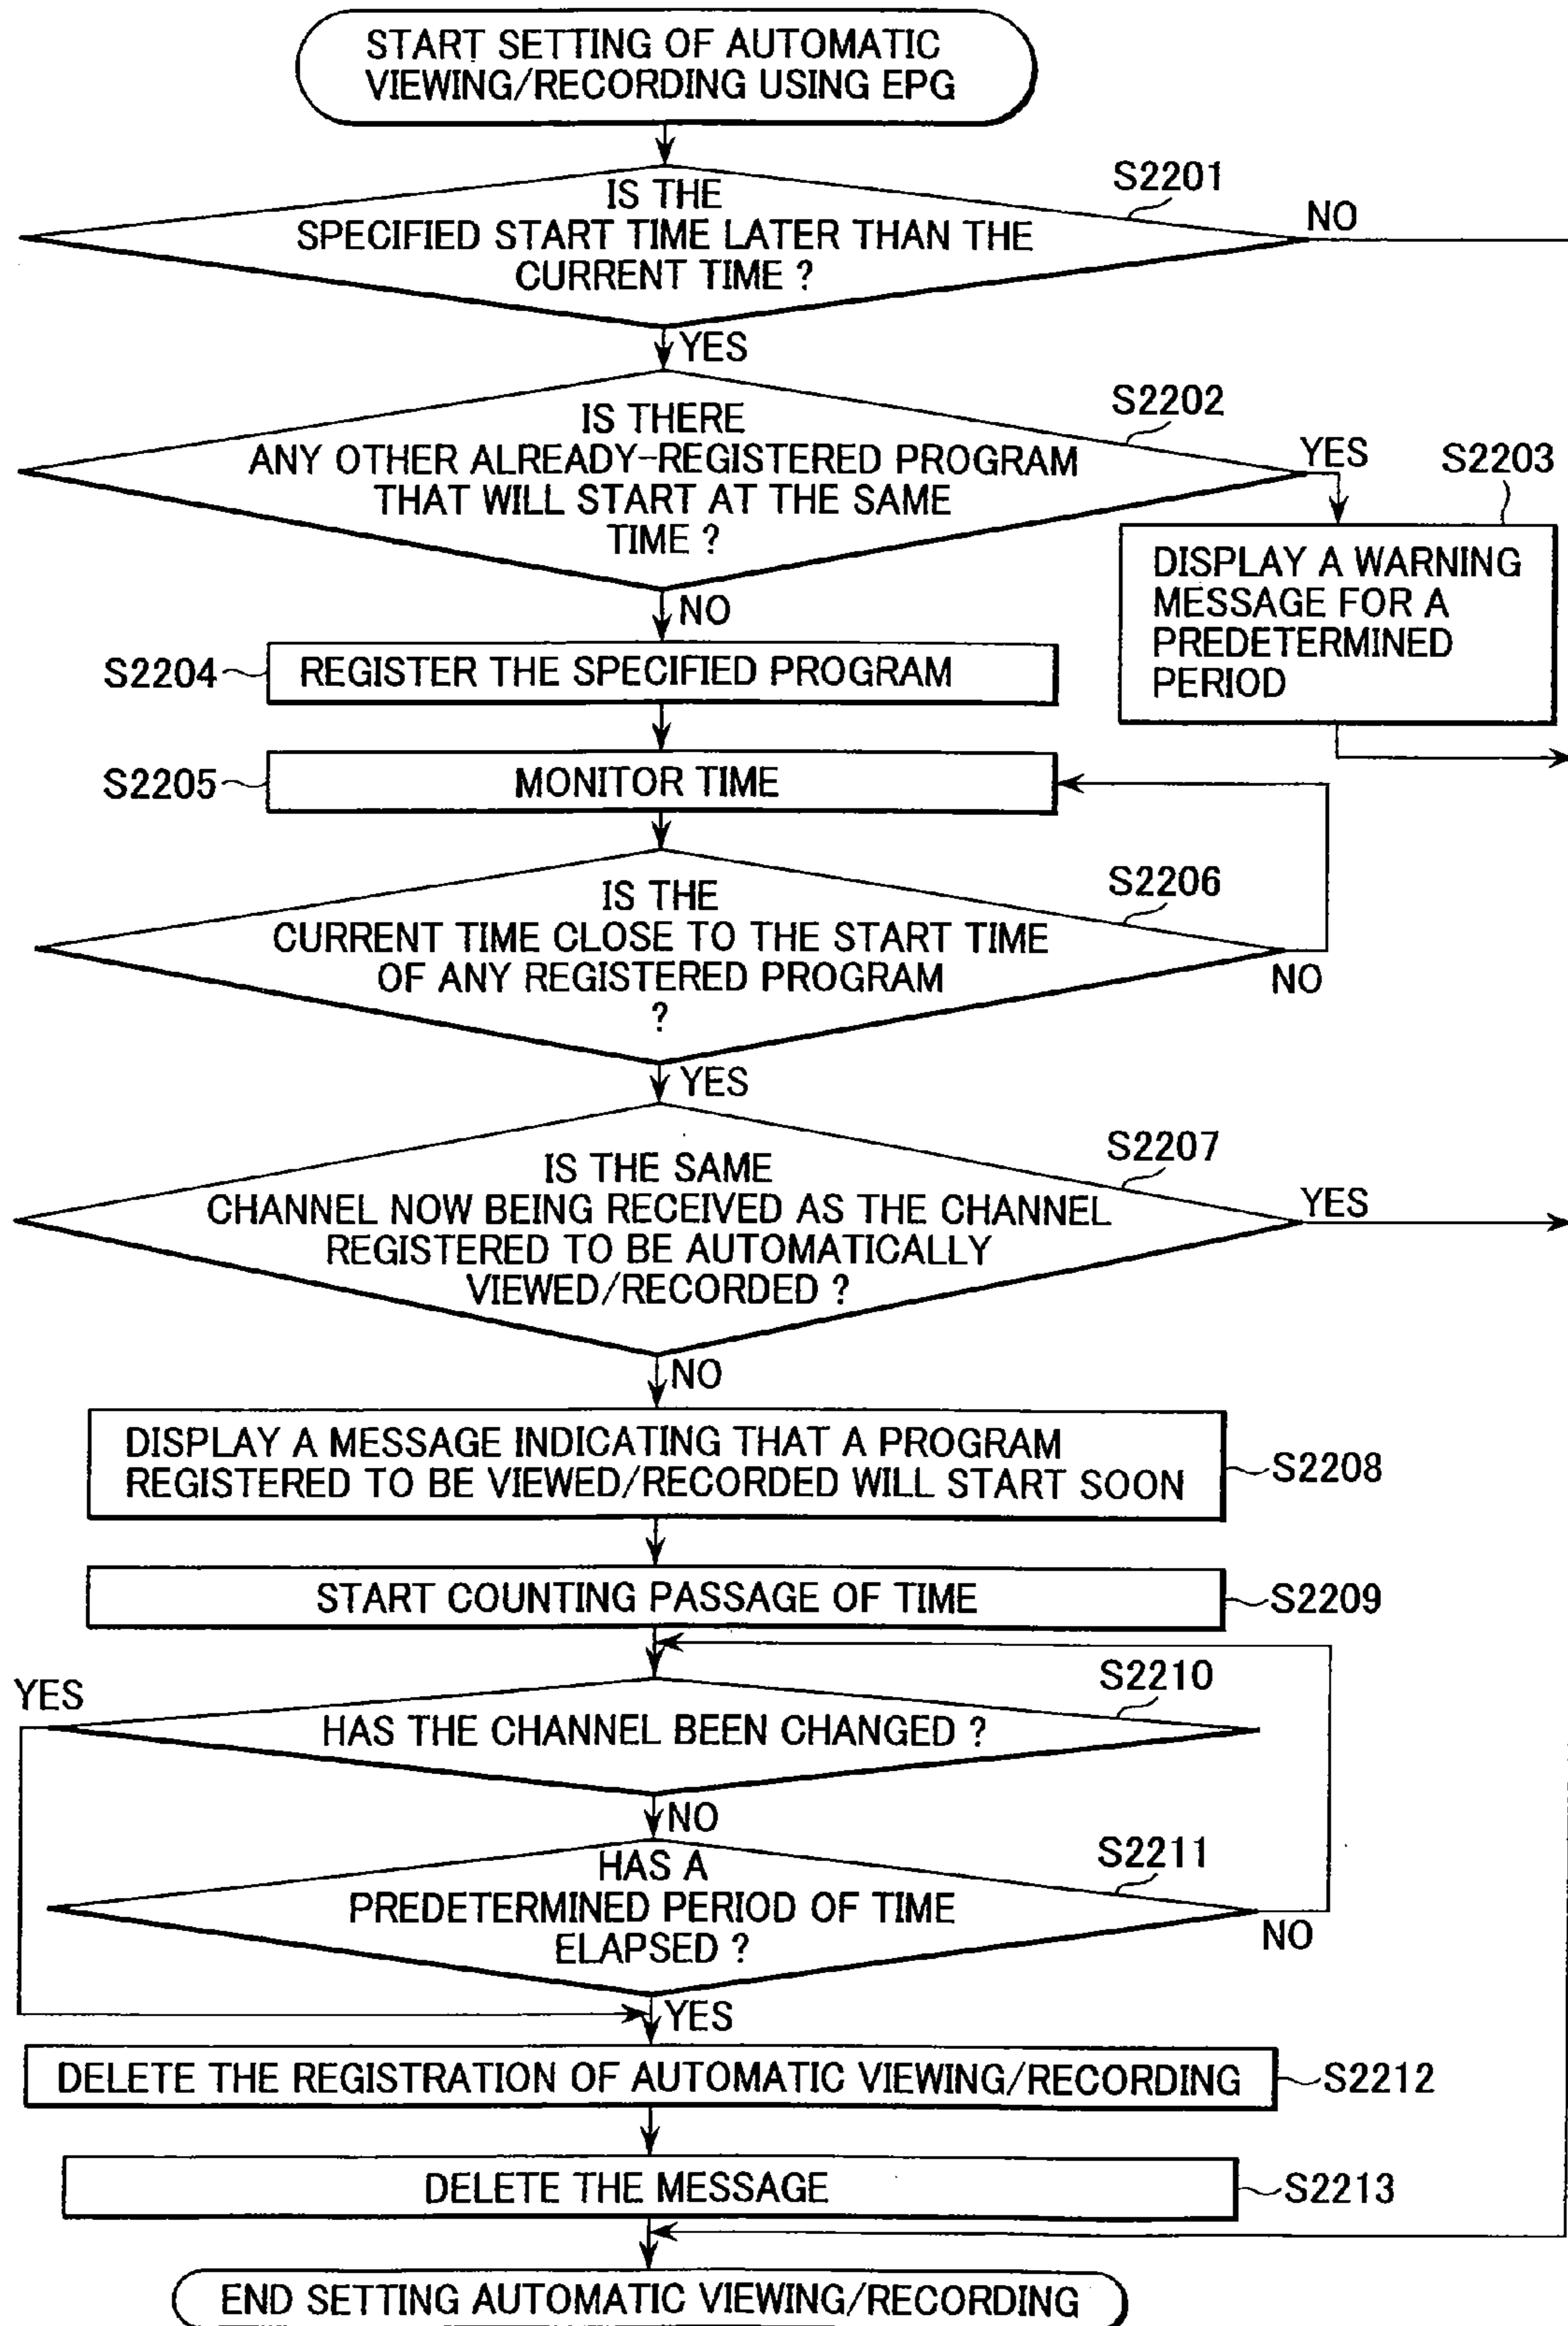 START SETTING OF AUTOMATIC
VIEWING/RECORDING USING EPG
S2201
IS THE
SPECIFIED START TIME LATER THAN THE
CURRENT TIME ?
NO
YES
S2202
IS THERE
ANY OTHER ALREADY-REGISTERED PROGRAM
THAT WILL START AT THE SAME
TIME ?
YES
S2203
DISPLAY A WARNING
MESSAGE FOR A
PREDETERMINED
PERIOD
NO
S2204
REGISTER THE SPECIFIED PROGRAM
S2205
MONITOR TIME
S2206
IS THE
CURRENT TIME CLOSE TO THE START TIME
OF ANY REGISTERED PROGRAM
?
NO
YES
S2207
IS THE SAME
CHANNEL NOW BEING RECEIVED AS THE CHANNEL
REGISTERED TO BE AUTOMATICALLY
VIEWED/RECORDED ?
YES
NO
DISPLAY A MESSAGE INDICATING THAT A PROGRAM
REGISTERED TO BE VIEWED/RECORDED WILL START SOON
S2208
START COUNTING PASSAGE OF TIME
S2209
YES
S2210
HAS THE CHANNEL BEEN CHANGED ?
NO
S2211
HAS A
PREDETERMINED PERIOD OF TIME
ELAPSED ?
NO
YES
DELETE THE REGISTRATION OF AUTOMATIC VIEWING/RECORDING
S2212
DELETE THE MESSAGE
S2213
END SETTING AUTOMATIC VIEWING/RECORDING